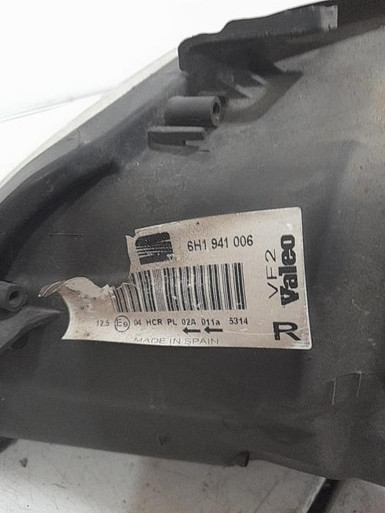 6H1 941 006
12.5 E9 04 HCR PL 02A 011a 5314
MADE IN SPAIN
VF2
Valeo
R